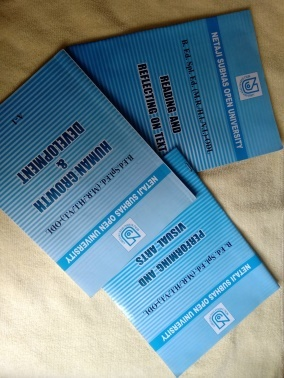 NETAJI SUBHAS OPEN UNIVERSITY
B. Ed. Spl. Ed. (M.R./H.I./V.I.)-ODL
READING AND
REFLECTING ON TEXT
NETAJI SUBHAS OPEN UNIVERSITY
B.Ed.Spl.Ed. (M.R./H.I./V.I.)-ODL
HUMAN GROWTH
&
DEVELOPMENT
NETAJI SUBHAS OPEN UNIVERSITY
B. Ed. Spl. Ed. (M.R./H.I./V.I.)-ODL
PERFORMING AND
VISUAL ARTS